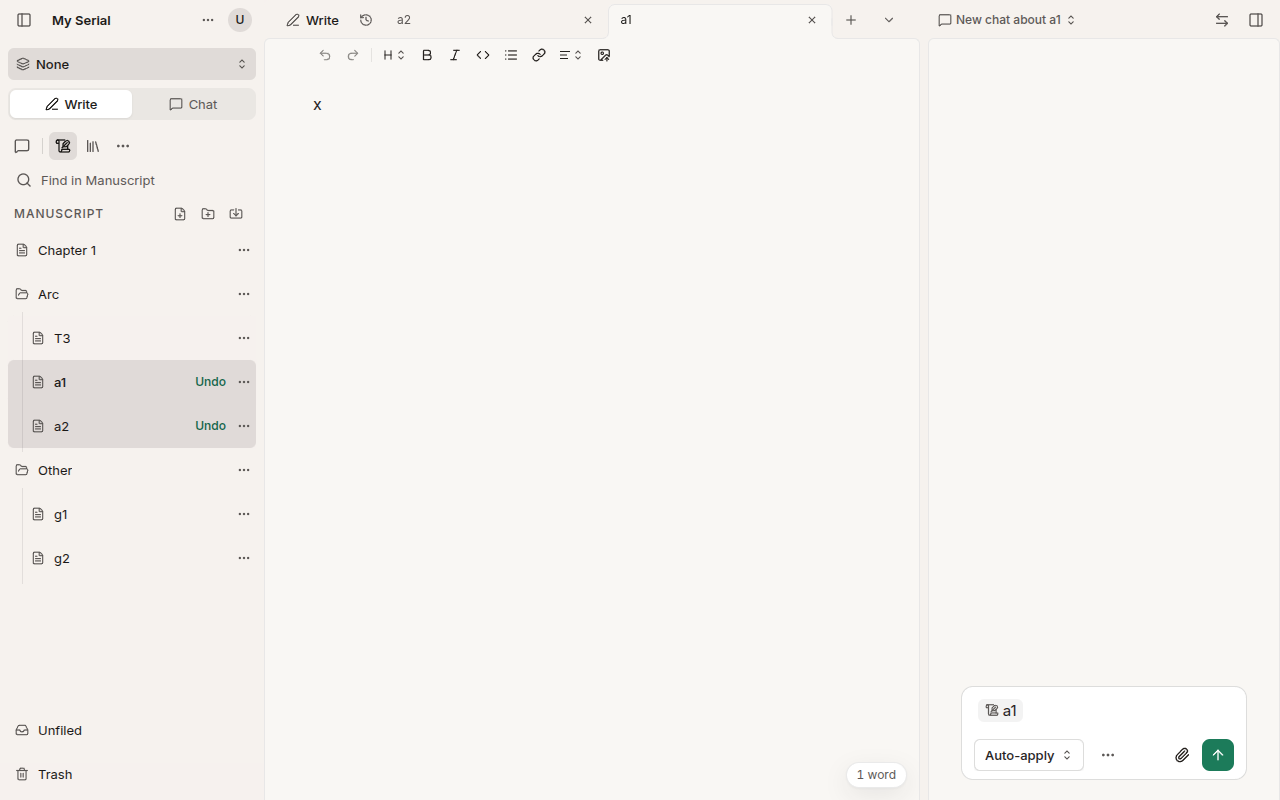 My Serial
U
None
Write
Chat
Find in Manuscript
MANUSCRIPT
Chapter 1
Arc
T3
a1
Undo
a2
Undo
Other
g1
g2
Unfiled
Trash
Write
a2
a1
H
B
I
x
1 word
New chat about a1
a1
Auto-apply